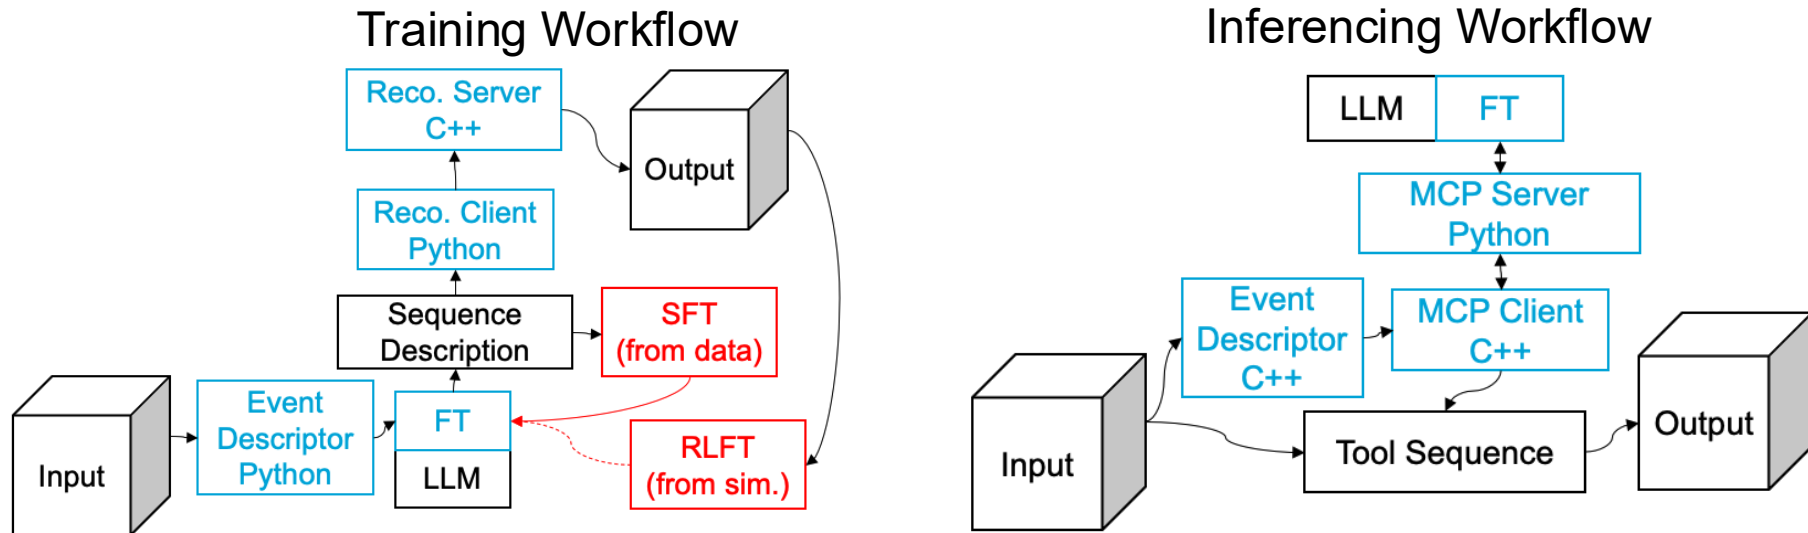 Training Workflow
Reco. Server
C++
Output
Reco. Client
Python
Sequence
Description
SFT
(from data)
Event
Descriptor
Python
FT
LLM
RLFT
(from sim.)
Input
Inferencing Workflow
LLM
FT
MCP Server
Python
Event
Descriptor
C++
MCP Client
C++
Input
Tool Sequence
Output